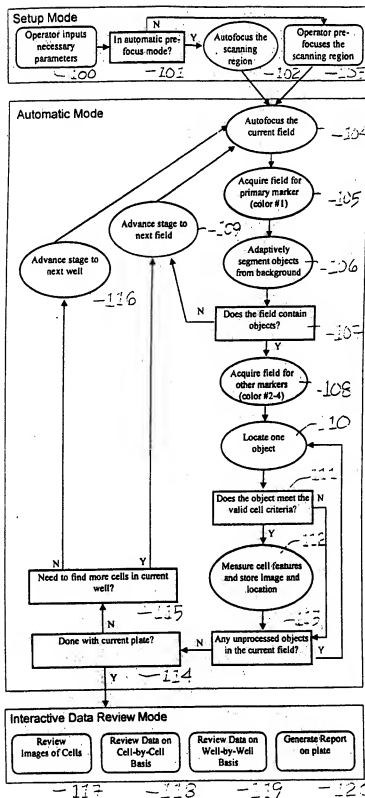 Setup Mode
N
Operator inputs
necessary
parameters
In automatic pre-
focus mode?
Y
Autofocus the
scanning
region
Operator pre-
focuses the
scanning region
-100
-101
-102
-103
Automatic Mode
Autofocus the
current field
-104
Acquire field for
primary marker
(color #1)
-105
Advance stage to
next field
-109
Advance stage to
next well
-116
Adaptively
segment objects
from background
-106
N
Does the field contain
objects?
-107
Y
Acquire field for
other markers
(color #2-4)
-108
Locate one
object
-110
-111
Does the object meet the
valid cell criteria?
N
Y
-112
Measure cell features
and store image and
location
N
Y
Need to find more cells in current
well?
-115
-113
N
Done with current plate?
N
Any unprocessed objects
in the current field?
Y
-114
Y
Interactive Data Review Mode
Review
Images of Cells
Review Data on
Cell-by-Cell
Basis
Review Data on
Well-by-Well
Basis
Generate Report
on plate
-117
-118
-119
-120